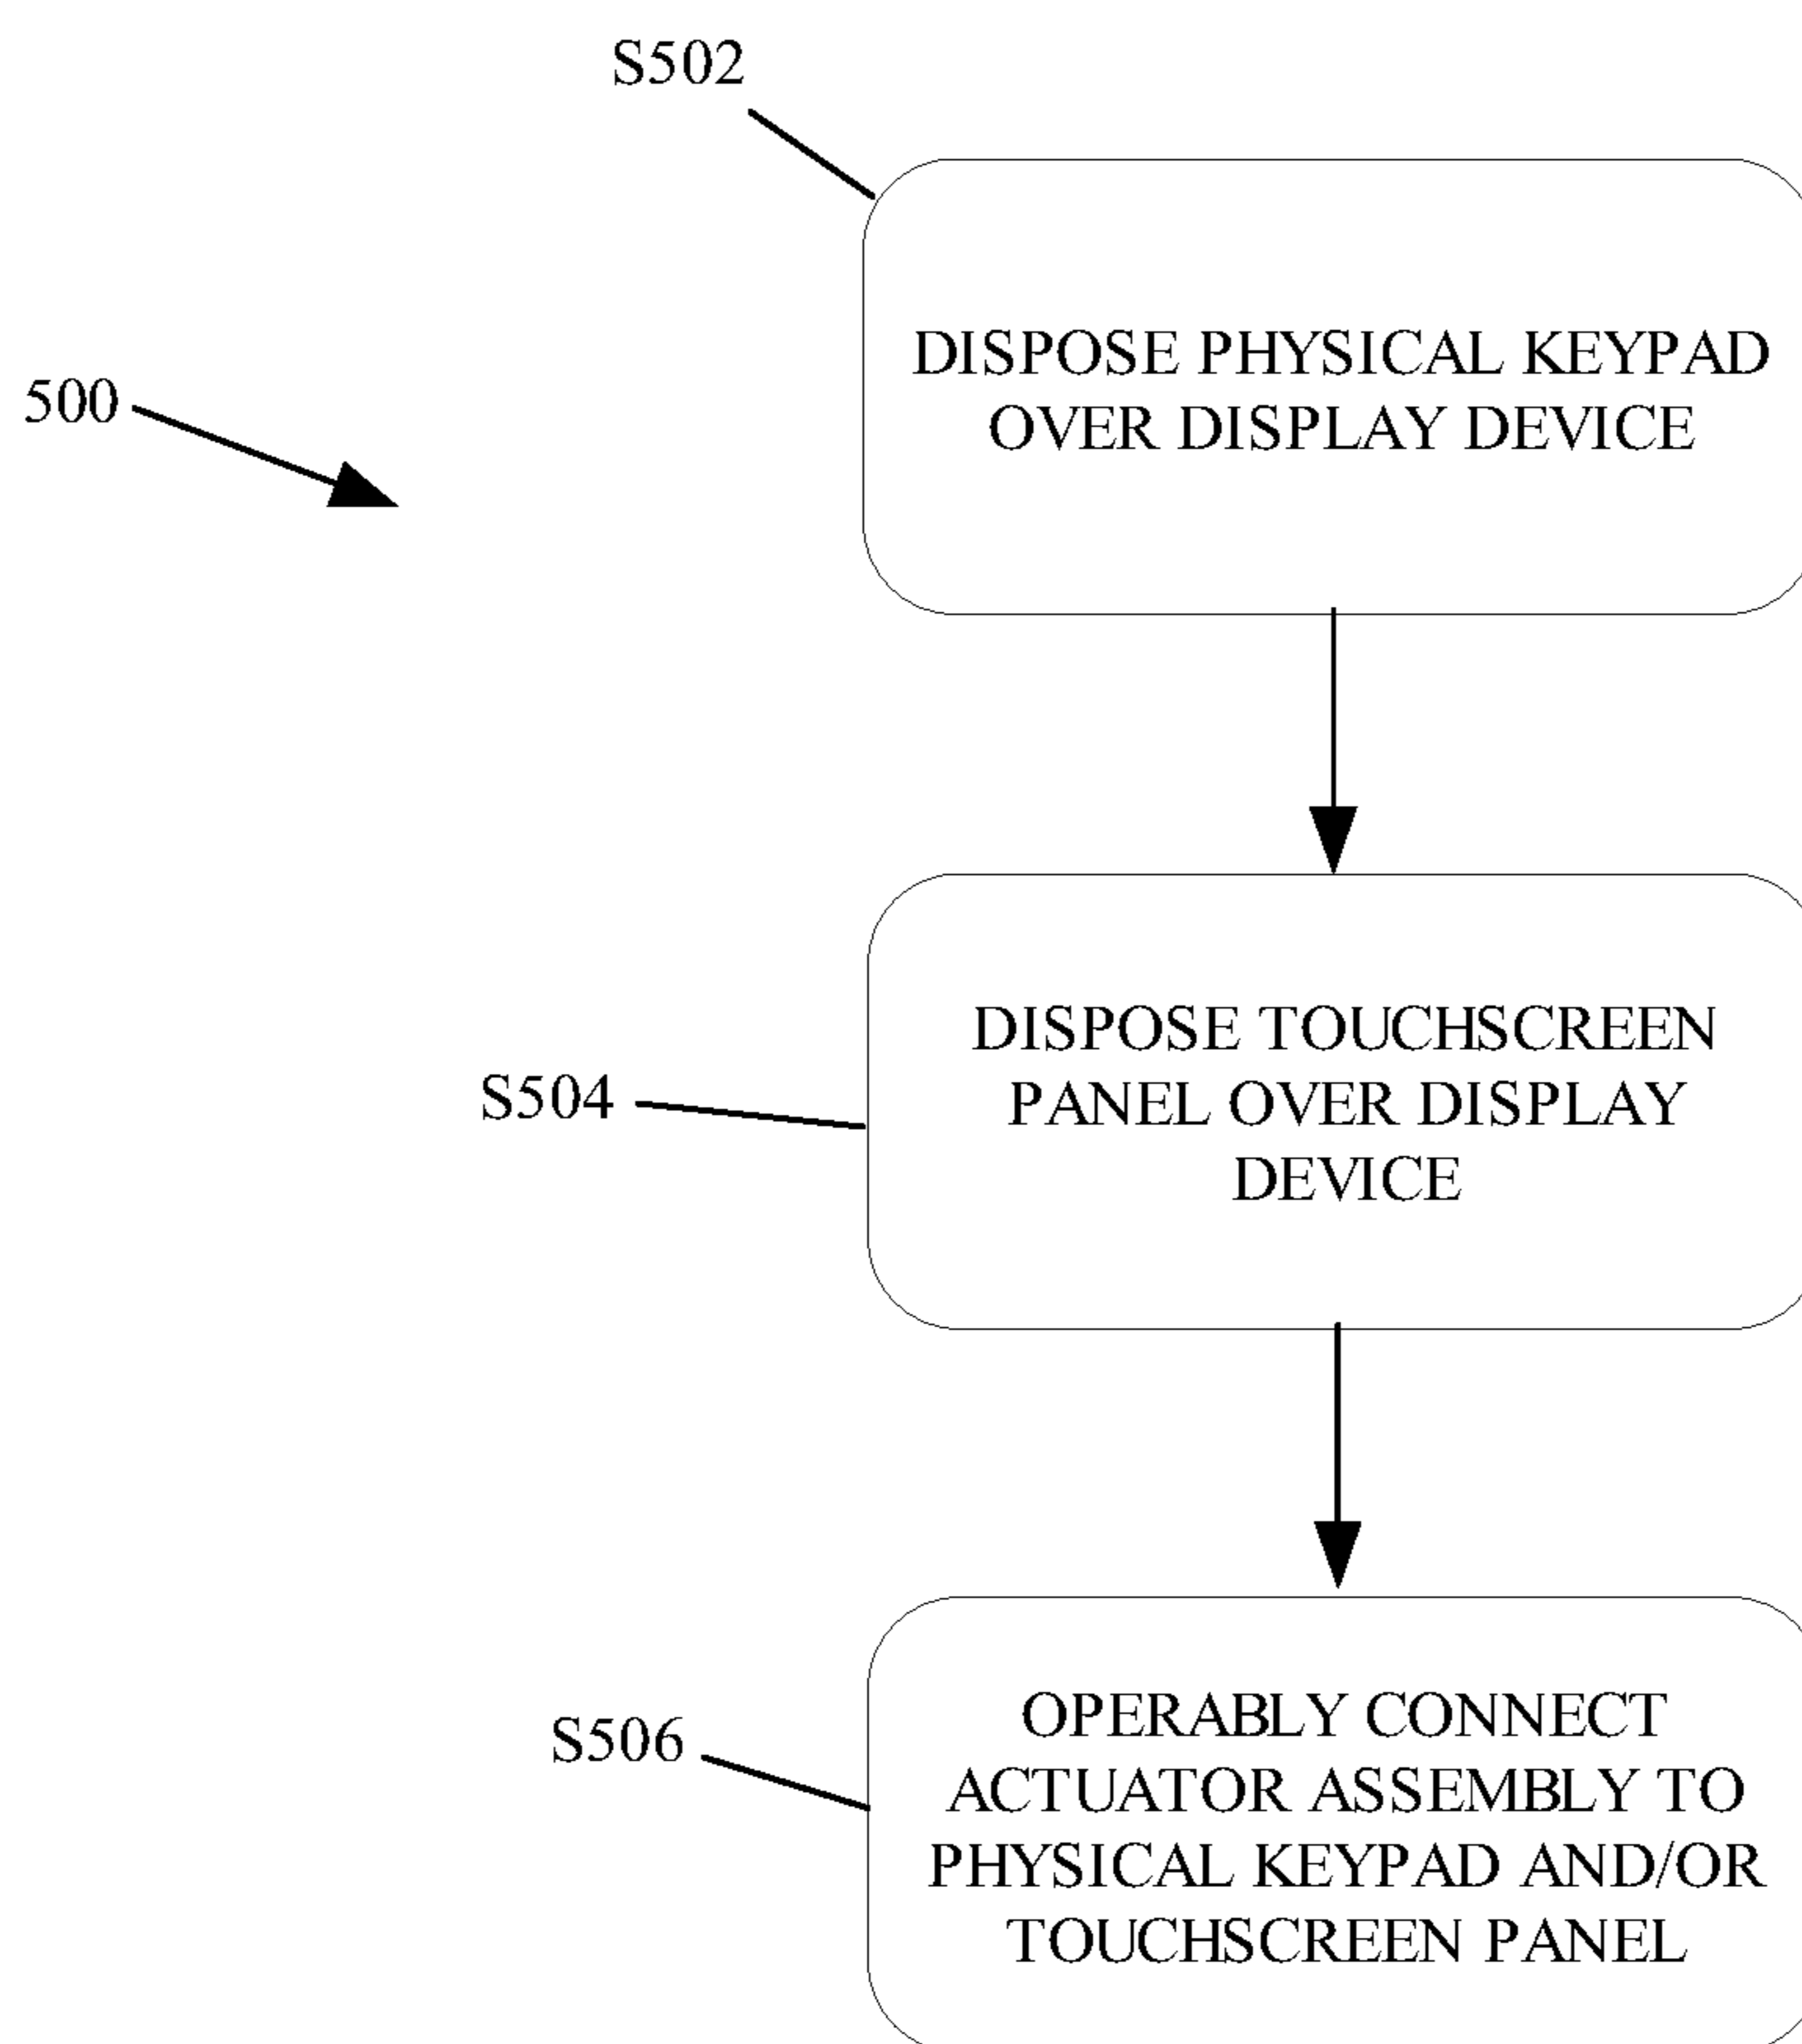 S502
DISPOSE PHYSICAL KEYPAD
OVER DISPLAY DEVICE
500
DISPOSE TOUCHSCREEN
PANEL OVER DISPLAY
DEVICE
S504
OPERABLY CONNECT
ACTUATOR ASSEMBLY TO
PHYSICAL KEYPAD AND/OR
TOUCHSCREEN PANEL
S506